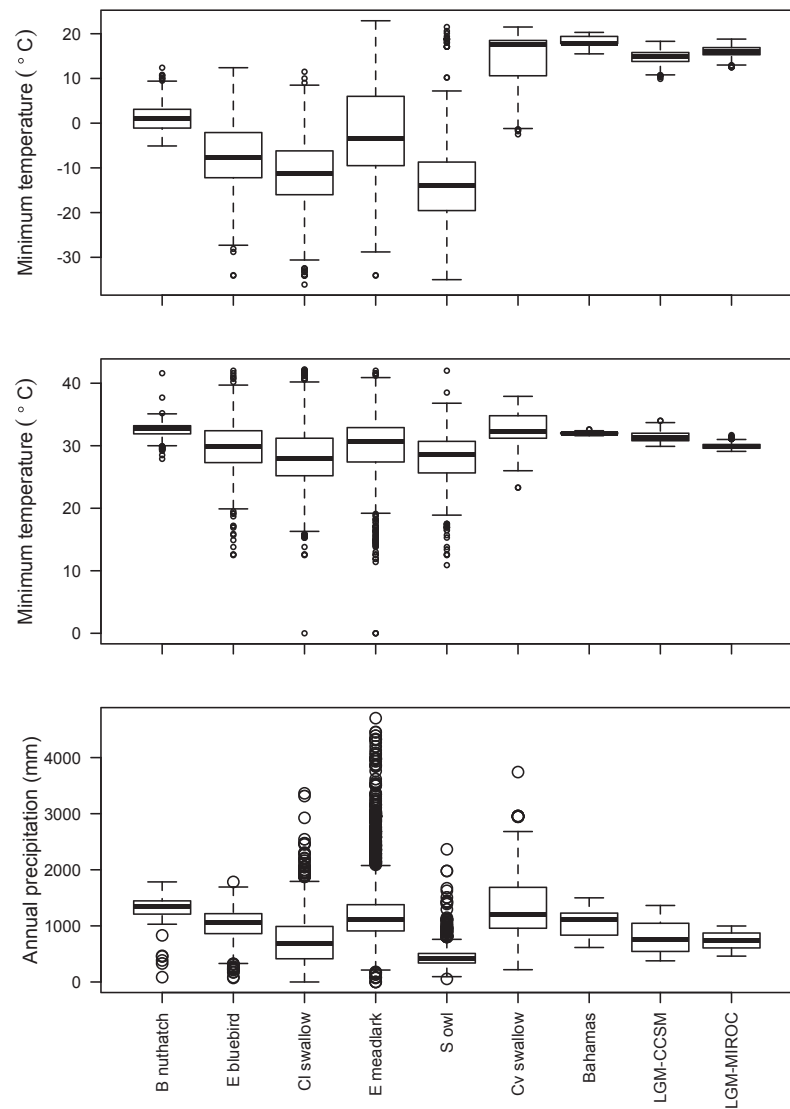 Minimum temperature ( ° C)
20
10
0
-10
-20
-30
Minimum temperature ( ° C)
40
30
20
10
0
Annual precipitation (mm)
4000
3000
2000
1000
0
B nuthatch
E bluebird
Cl swallow
E meadlark
S owl
Cv swallow
Bahamas
LGM-CCSM
LGM-MIROC